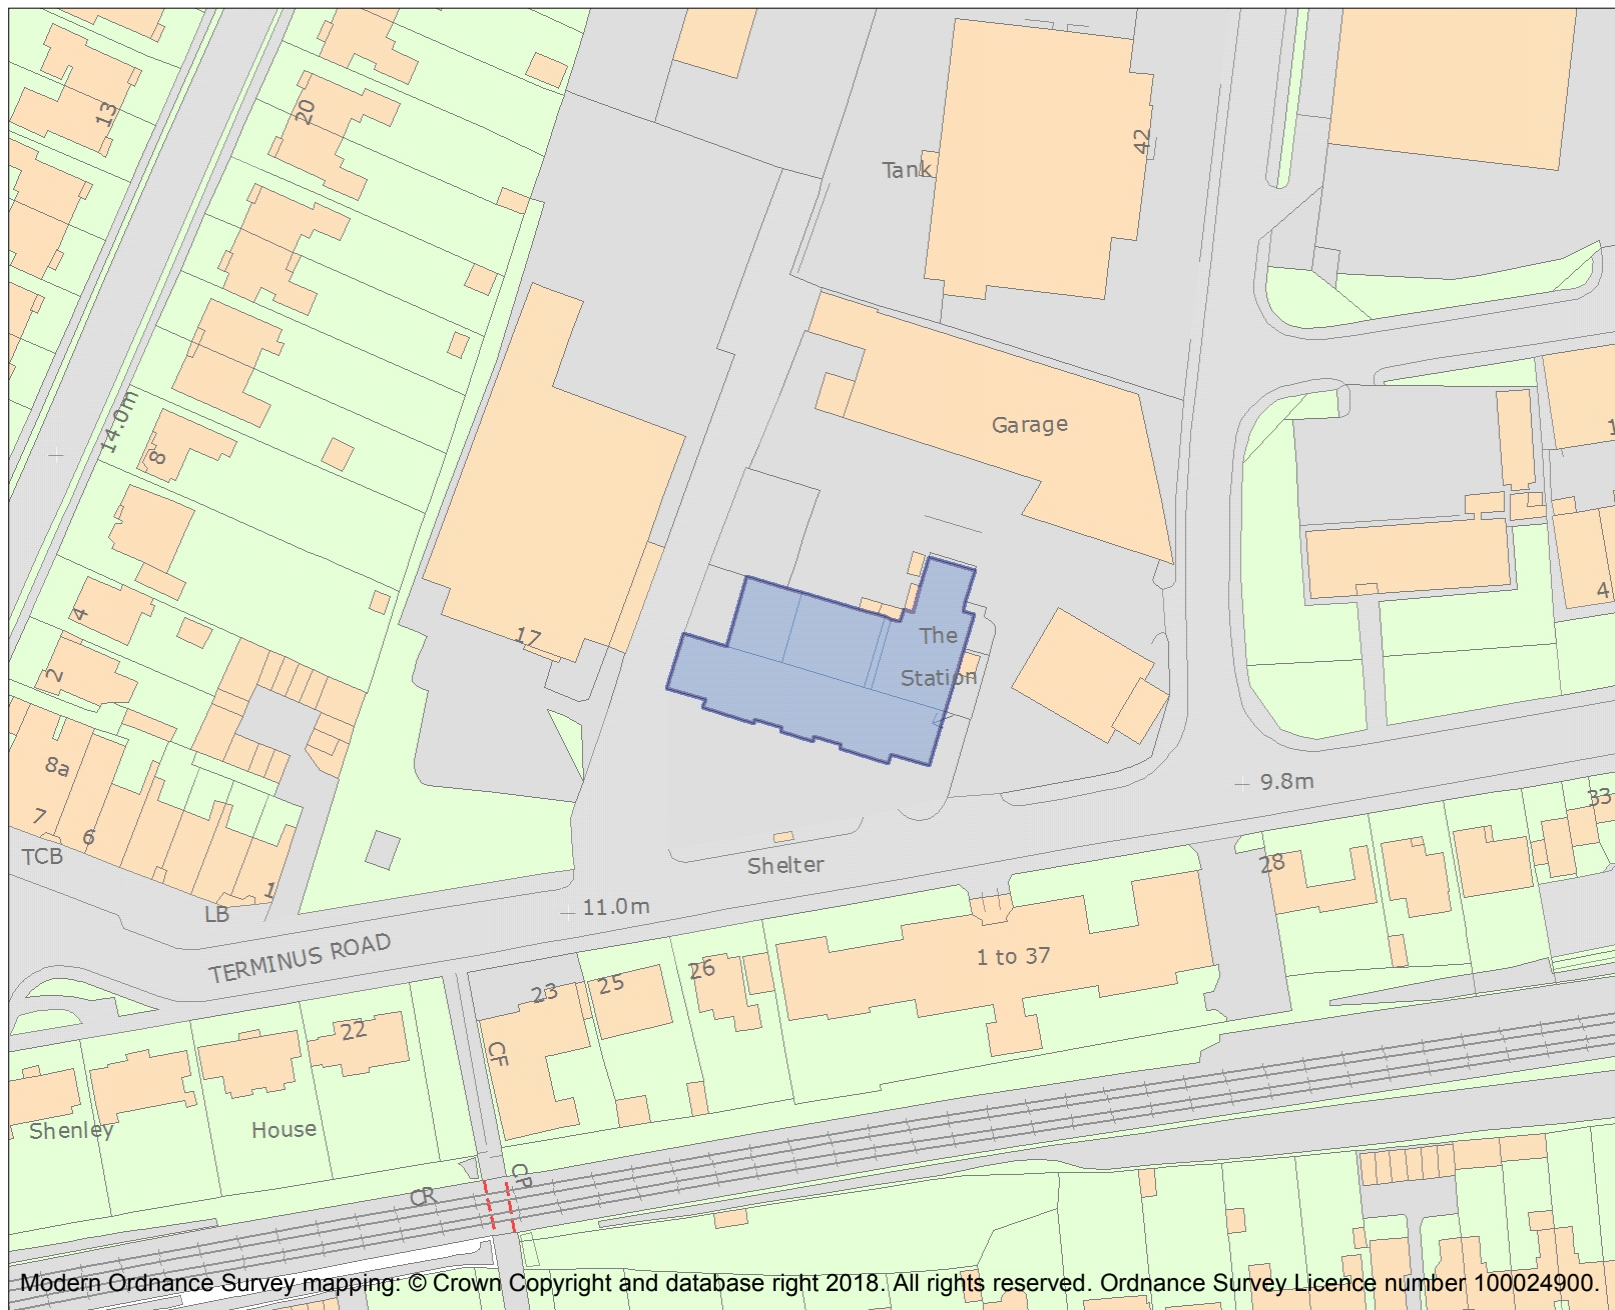 13
20
Tank
42
14.0m
8
Garage
1
4
4
2
17
The
Station
8a
7
6
TCB
1
LB
9.8m
33
Shelter
28
11.0m
TERMINUS ROAD
1 to 37
26
25
23
22
CF
Shenley
House
CR
CR
Modern Ordnance Survey mapping: © Crown Copyright and database right 2018. All rights reserved. Ordnance Survey Licence number 100024900.